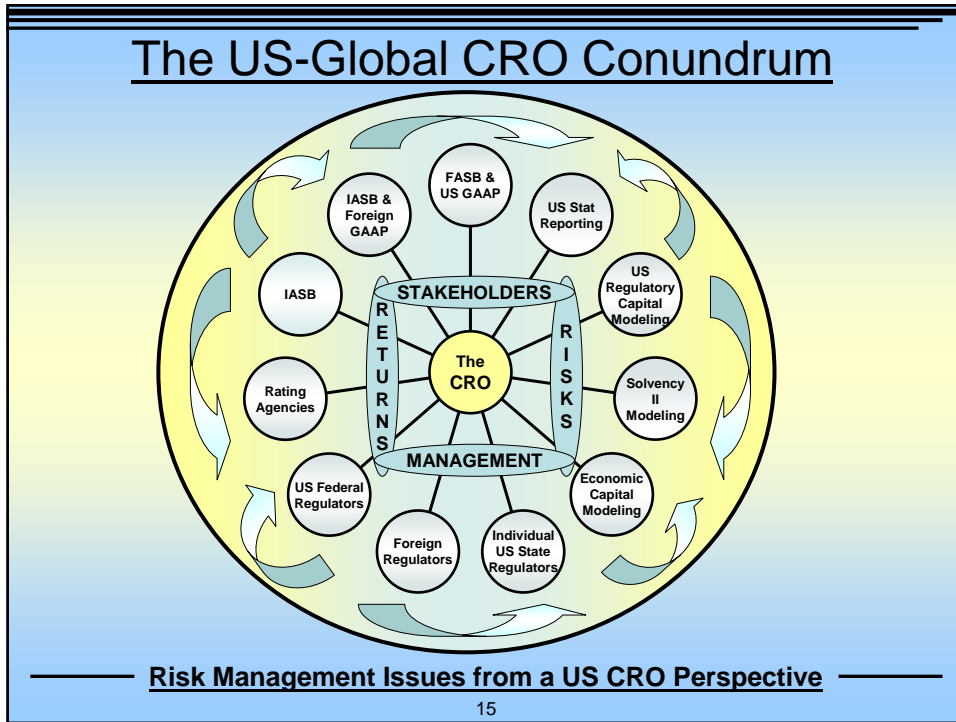 The US-Global CRO Conundrum
FASB &
US GAAP
IASB &
Foreign
GAAP
US Stat
Reporting
IASB
US
Regulatory
Capital
Modeling
STAKEHOLDERS
RETURNS
RISKS
The
CRO
Rating
Agencies
Solvency
II
Modeling
MANAGEMENT
US Federal
Regulators
Economic
Capital
Modeling
Foreign
Regulators
Individual
US State
Regulators
Risk Management Issues from a US CRO Perspective
15